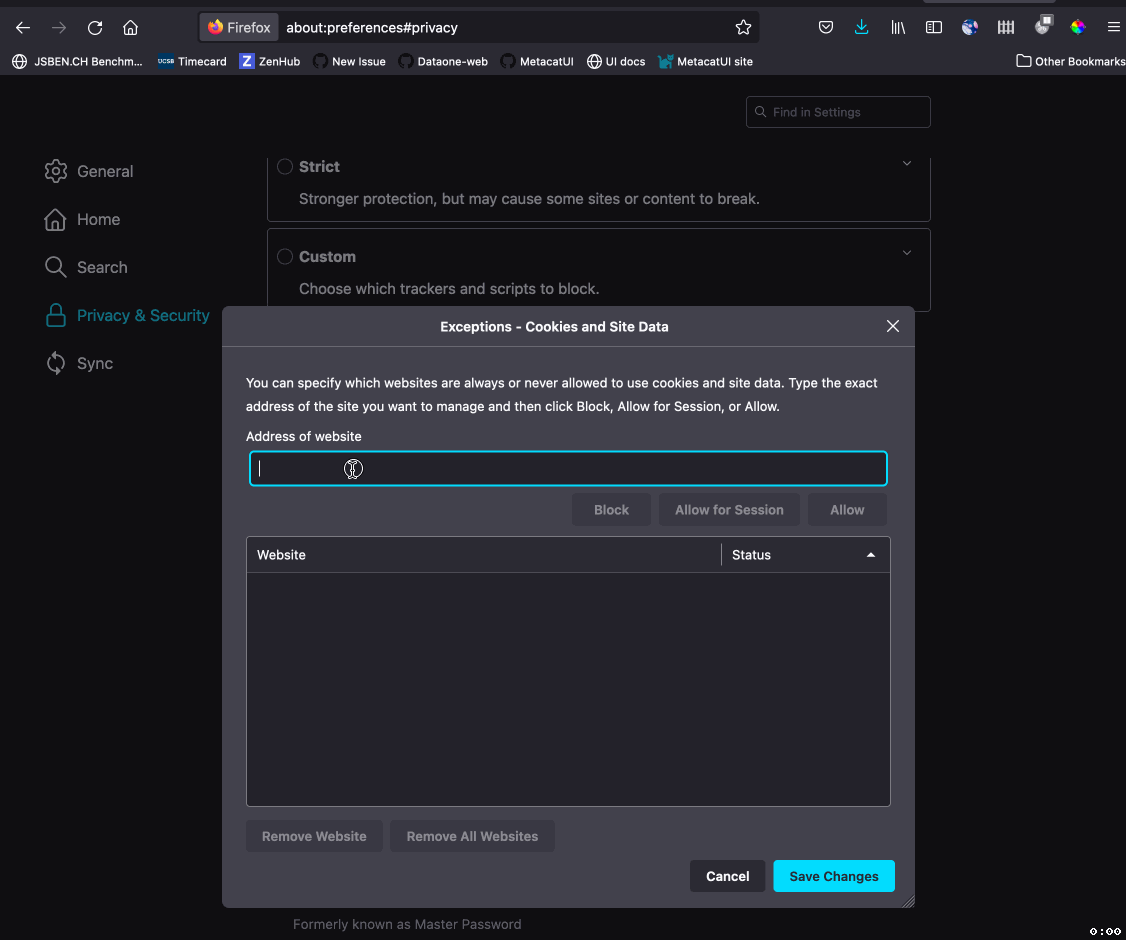 Firefox about:preferences#privacy
JSBEN.CH Benchm... UCSB Timecard Z ZenHub New Issue Dataone-web MetacatUI UI docs MetacatUI site Other Bookmarks
Find in Settings
General
Home
Search
Privacy & Security
Sync
Strict
Stronger protection, but may cause some sites or content to break.
Custom
Choose which trackers and scripts to block.
Exceptions - Cookies and Site Data
You can specify which websites are always or never allowed to use cookies and site data. Type the exact
address of the site you want to manage and then click Block, Allow for Session, or Allow.
Address of website
Block Allow for Session Allow
Website Status
Remove Website Remove All Websites
Cancel Save Changes
Formerly known as Master Password
0:00